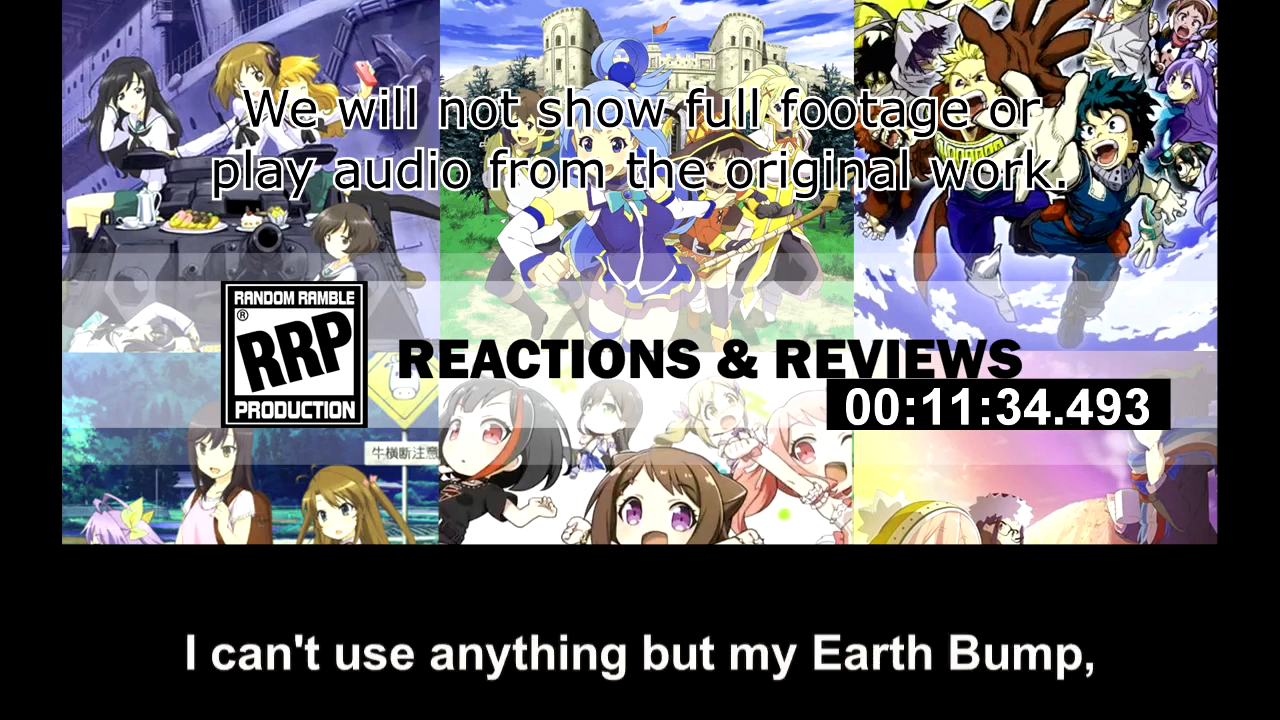 We will not show full footage or
play audio from the original work.
RANDOM RAMBLE
®
RRP
PRODUCTION
REACTIONS & REVIEWS
00:11:34.493
牛横断注意
I can't use anything but my Earth Bump,